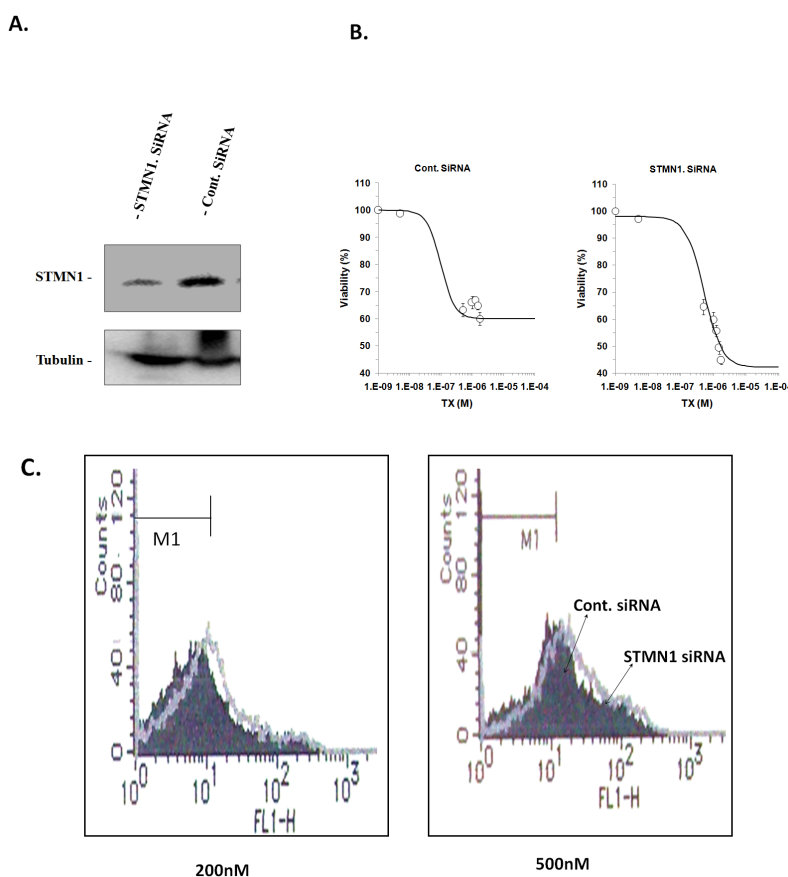 A.
- STMN1. SiRNA
- Cont. SiRNA
STMN1 -
Tubulin -
B.
Cont. SiRNA
110
100
90
80
70
60
50
40
Viability (%)
1.E-09 1.E-08 1.E-07 1.E-06 1.E-05 1.E-04
TX (M)
STMN1. SiRNA
110
100
90
80
70
60
50
40
Viability (%)
1.E-09 1.E-08 1.E-07 1.E-06 1.E-05 1.E-0
TX (M)
C.
Counts
120
80
40
0
M1
10⁰ 10¹ 10² 10³
FL1-H
200nM
Counts
120
80
40
0
M1
Cont. siRNA
STMN1 siRNA
10⁰ 10¹ 10² 10³
FL1-H
500nM